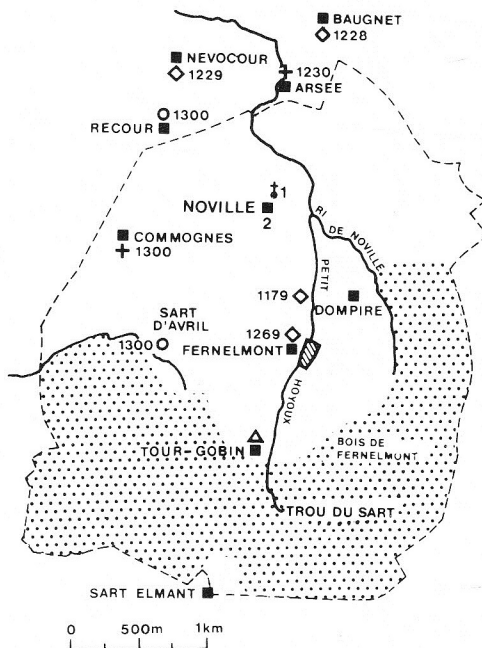 BAUGNET
1228
NEVOCOUR
1229
1230
ARSEE
1300
RECOUR
1
NOVILLE
2
RI DE NOVILLE
COMMOGNES
1300
PETIT
1179
DOMPIRE
SART
D'AVRIL
1300
1269
FERNELMONT
HOYOUX
BOIS DE
FERNELMONT
TOUR-GOBIN
TROU DU SART
SART ELMANT
0 500m 1km